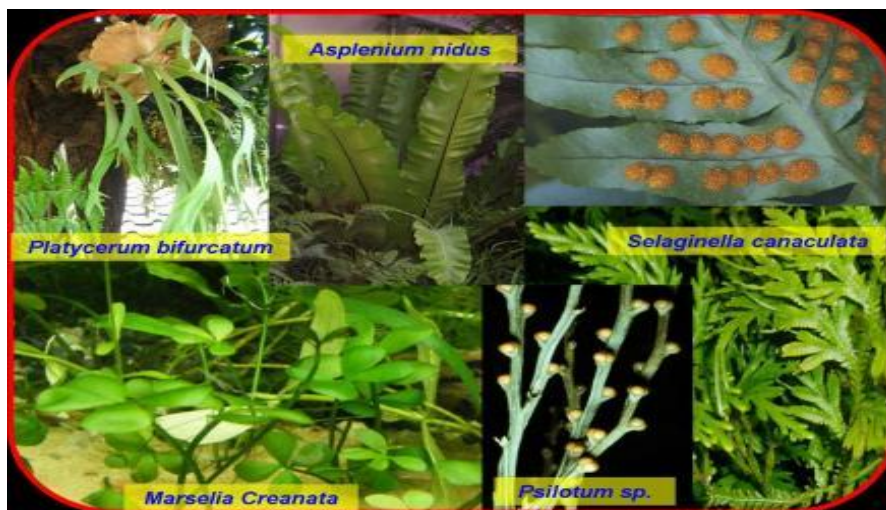 Asplenium nidus
Platycerum bifurcatum
Selaginella canaculata
Marselia Creanata
Psilotum sp.